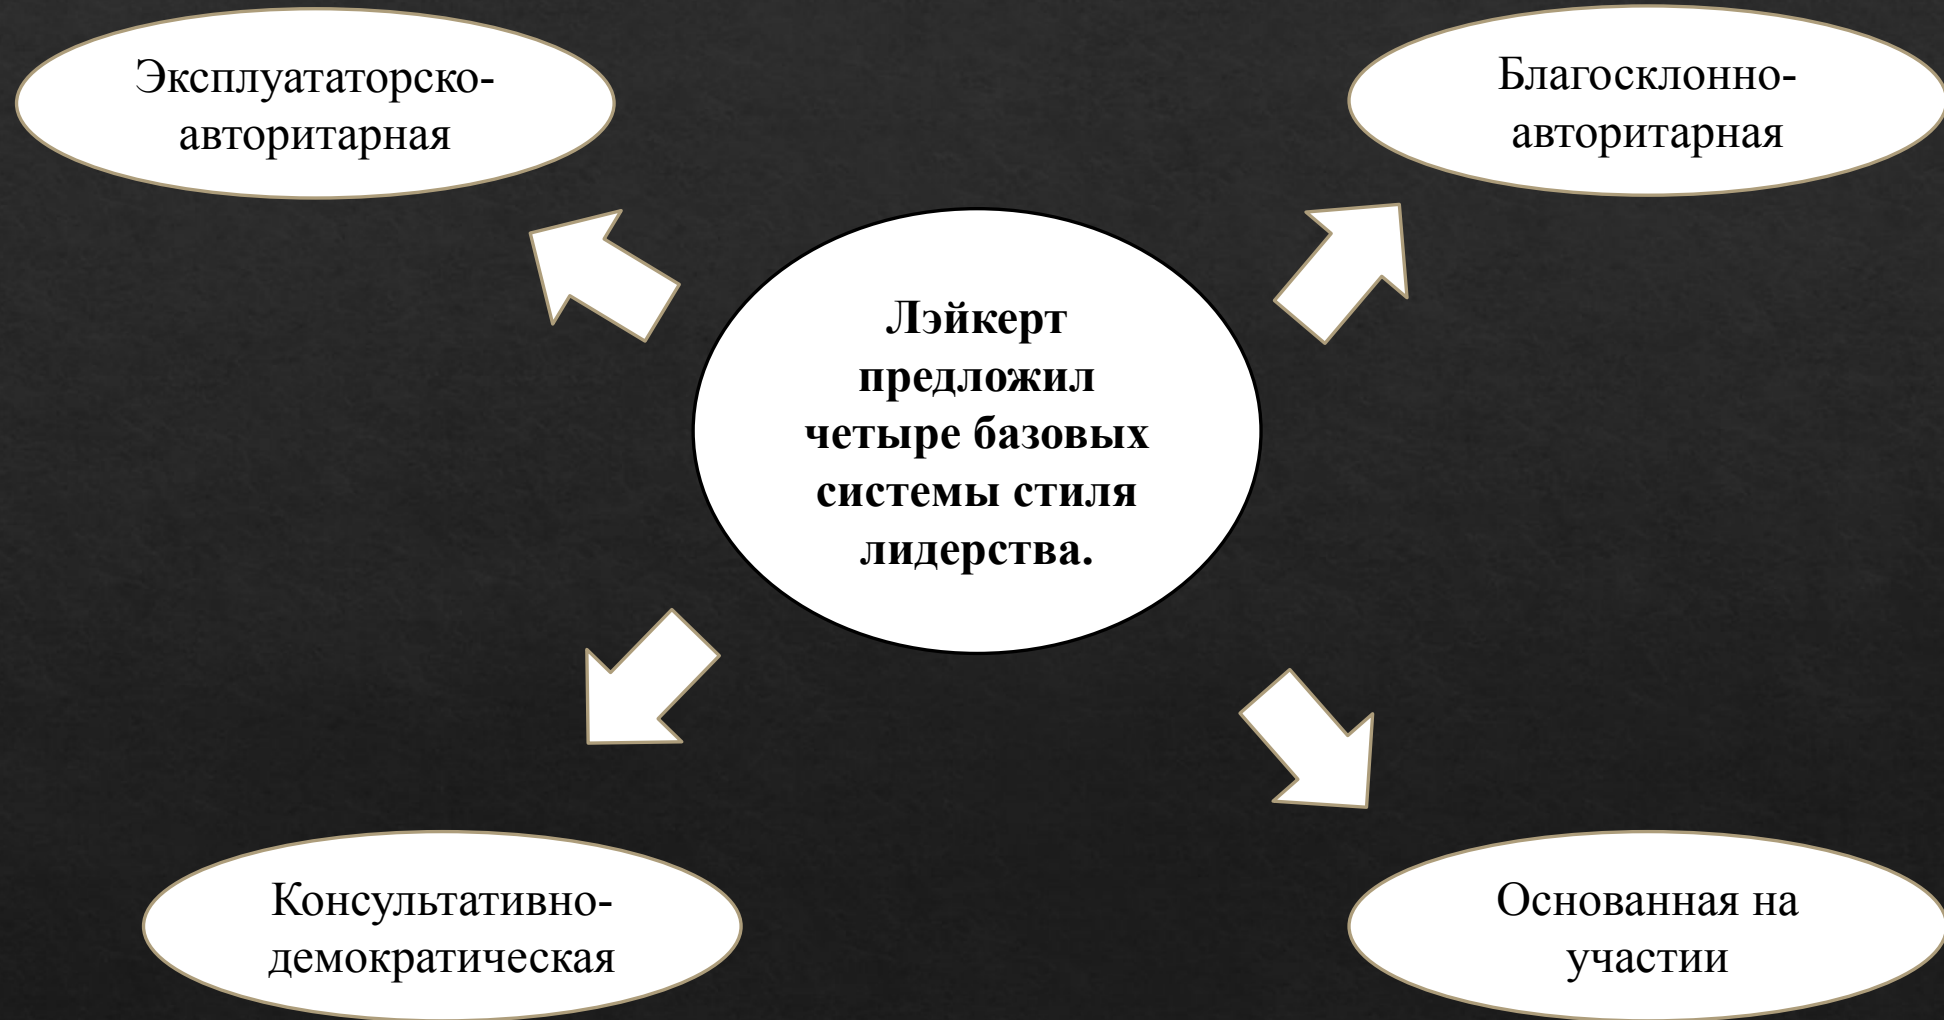 Эксплуататорско-
авторитарная
Благосклонно-
авторитарная
Лэйкерт
предложил
четыре базовых
системы стиля
лидерства.
Консультативно-
демократическая
Основанная на
участии